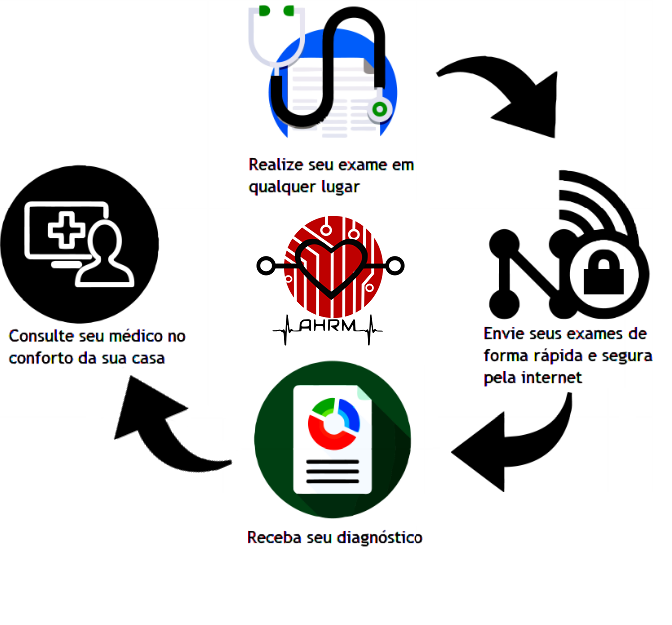 Realize seu exame em
qualquer lugar
Envie seus exames de
forma rápida e segura
pela internet
Receba seu diagnóstico
Consulte seu médico no
conforto da sua casa
AHRM